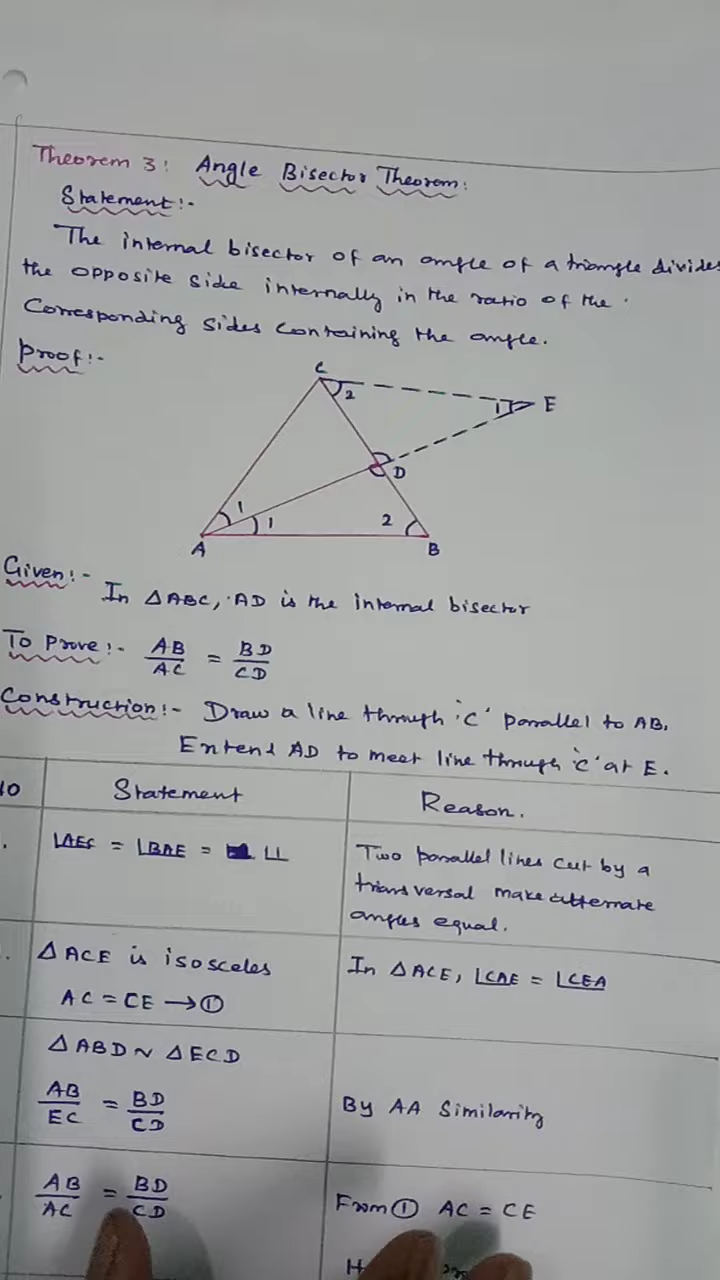 Theorem 3: Angle Bisector Theorem:
Statement:-
The internal bisector of an angle of a triangle divides
the opposite side internally in the ratio of the
Corresponding sides containing the angle.
Proof:-
C
2
1
E
D
1
1
2
A
B
Given:-
In ΔABC, AD is the internal bisector
To Prove:- AB/AC = BD/CD
Construction:- Draw a line through 'C' parallel to AB.
Extend AD to meet line through 'C' at E.
Statement
Reason.
∠AEC = ∠BAE = ∠1
Two parallel lines cut by a
transversal make alternate
angles equal.
ΔACE is isosceles
AC = CE → ①
In ΔACE, ∠CAE = ∠CEA
ΔABD ~ ΔECD
AB/EC = BD/CD
By AA Similarity
AB/AC = BD/CD
From ① AC = CE